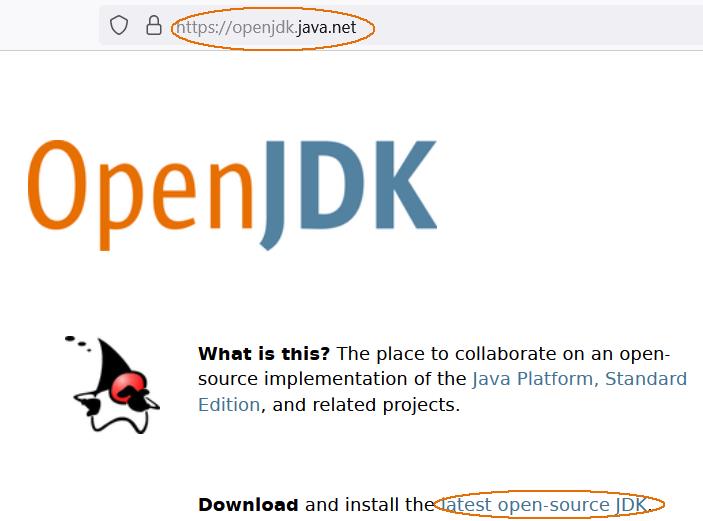 https://openjdk.java.net
OpenJDK
What is this? The place to collaborate on an open-
source implementation of the Java Platform, Standard
Edition, and related projects.
Download and install the latest open-source JDK.